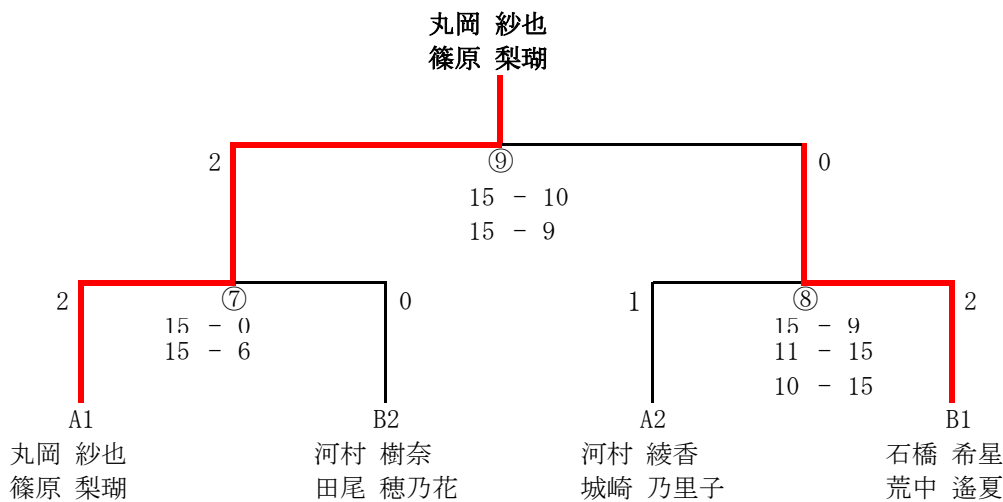 丸岡 紗也
篠原 梨瑚
2
⑨
0
15 － 10
15 － 9
2
⑦
0
1
⑧
2
15 － 0
15 － 6
15 － 9
11 － 15
10 － 15
A1
B2
A2
B1
丸岡 紗也
篠原 梨瑚
河村 樹奈
田尾 穂乃花
河村 綾香
城崎 乃里子
石橋 希星
荒中 遙夏